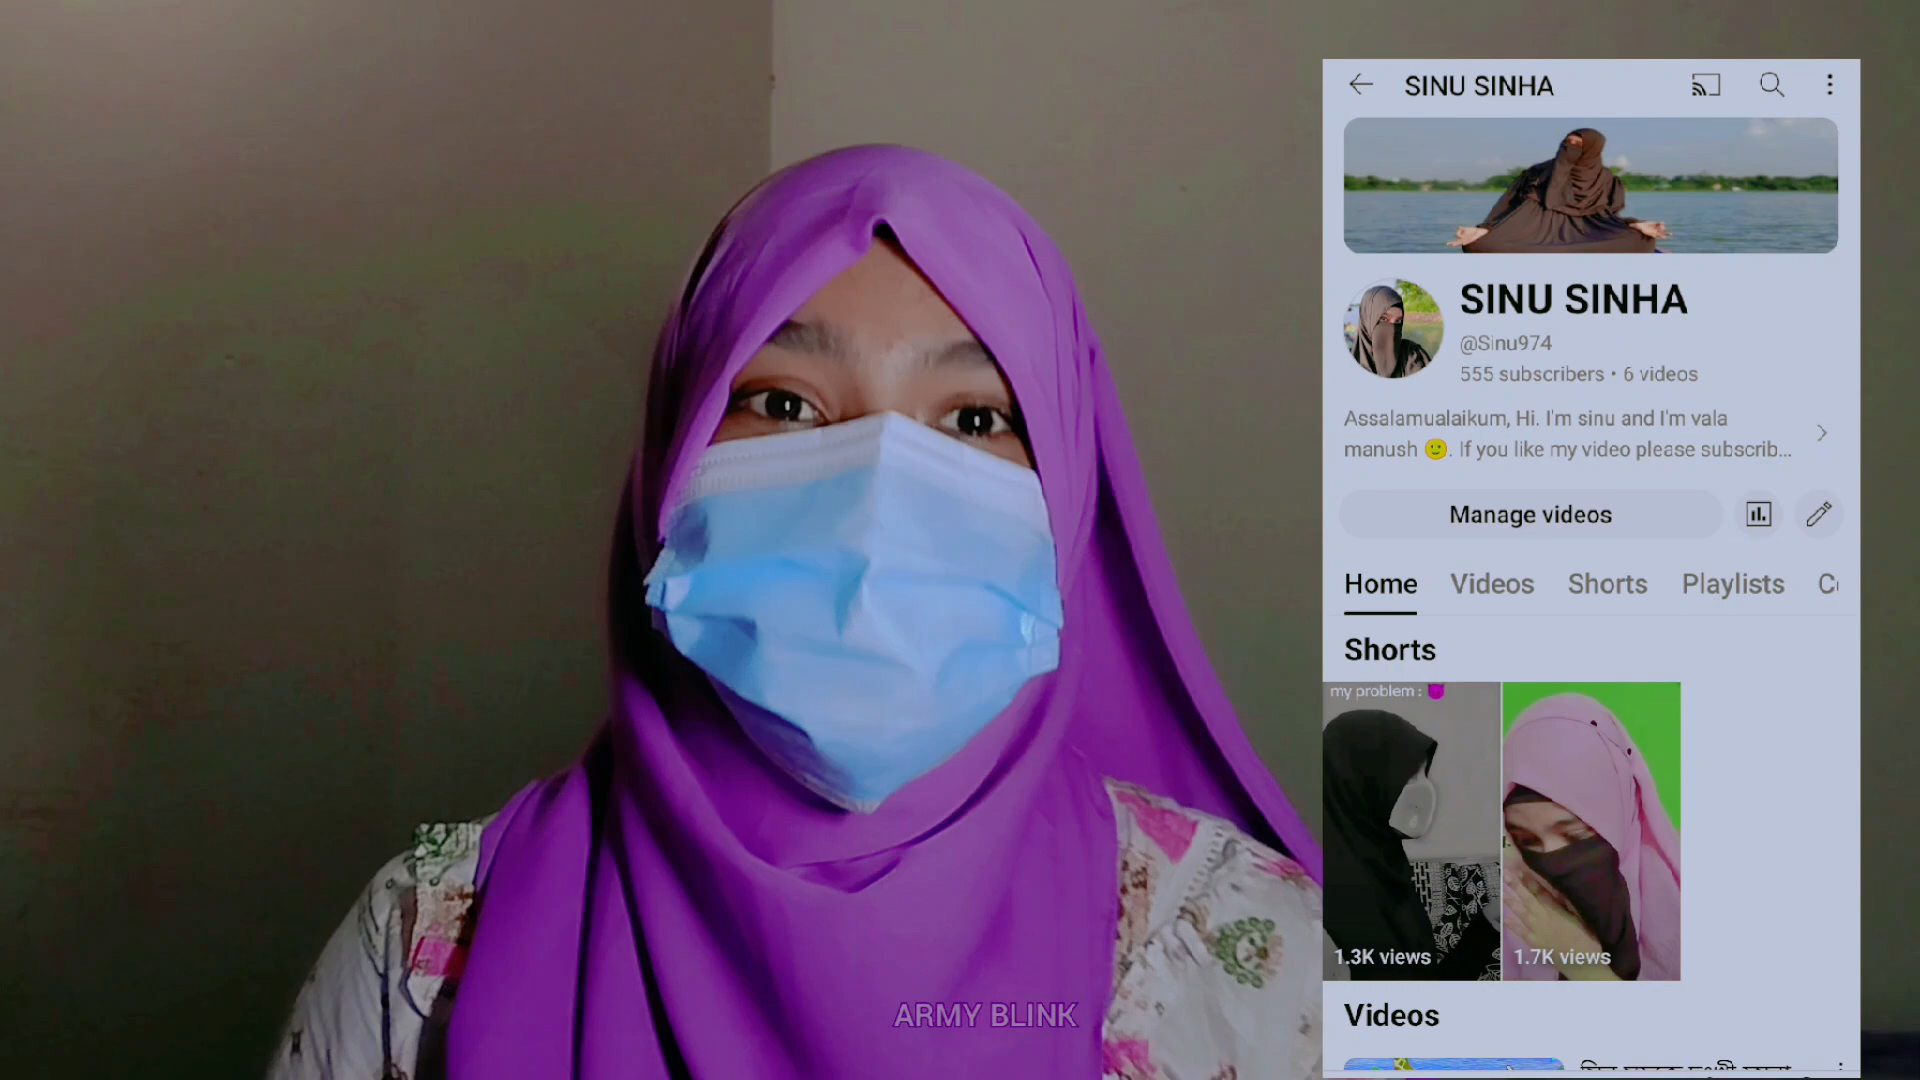 SINU SINHA
SINU SINHA
@Sinu974
555 subscribers • 6 videos
Assalamualaikum, Hi. I'm sinu and I'm vala
manush 🙂. If you like my video please subscrib...
Manage videos
Home Videos Shorts Playlists
Shorts
my problem : 😈
1.3K views 1.7K views
ARMY BLINK
Videos